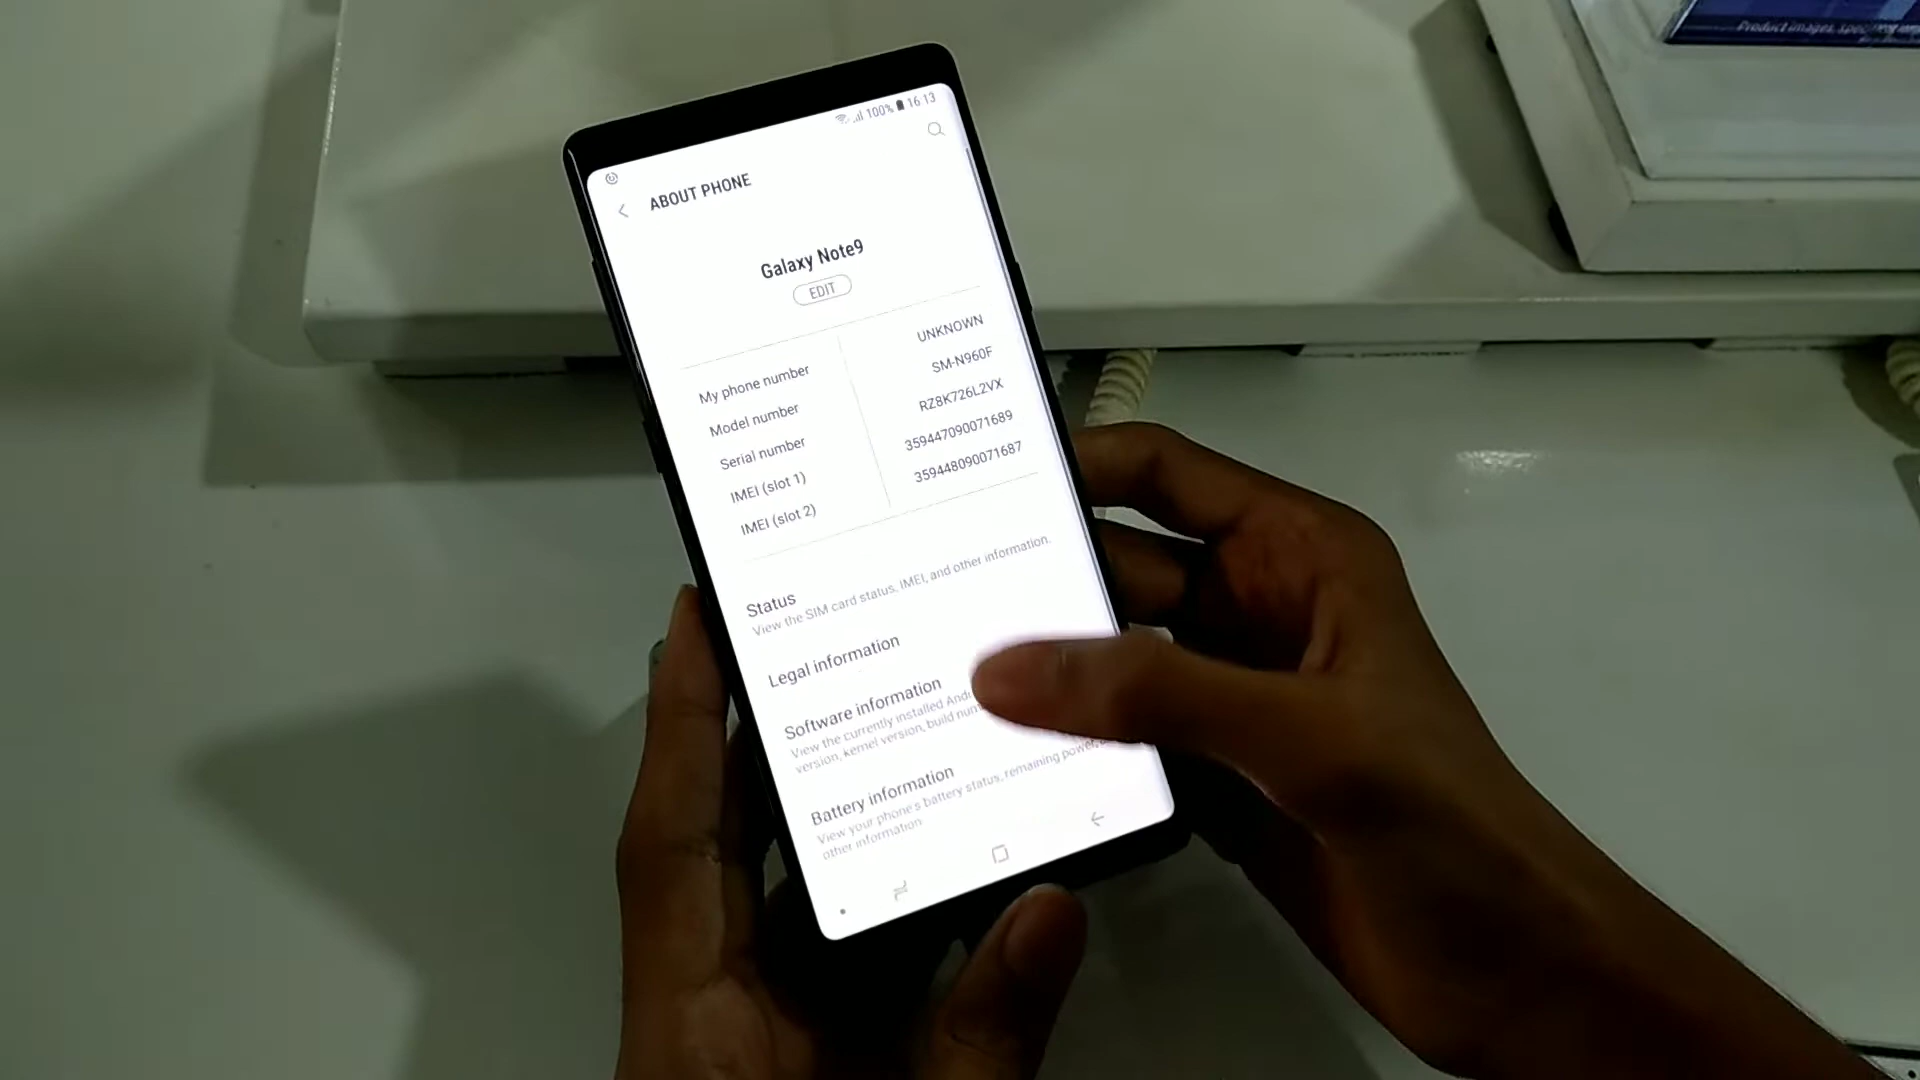 Product images, spec
100% 16:13
ABOUT PHONE
Galaxy Note9
EDIT
My phone number UNKNOWN
Model number SM-N960F
Serial number RZ8K726L2VX
IMEI (slot 1) 359447090071689
IMEI (slot 2) 359448090071687
Status
View the SIM card status, IMEI, and other information.
Legal information
Software information
View the currently installed Andr
version, kernel version, build num
Battery information
View your phone's battery status, remaining power,
other information